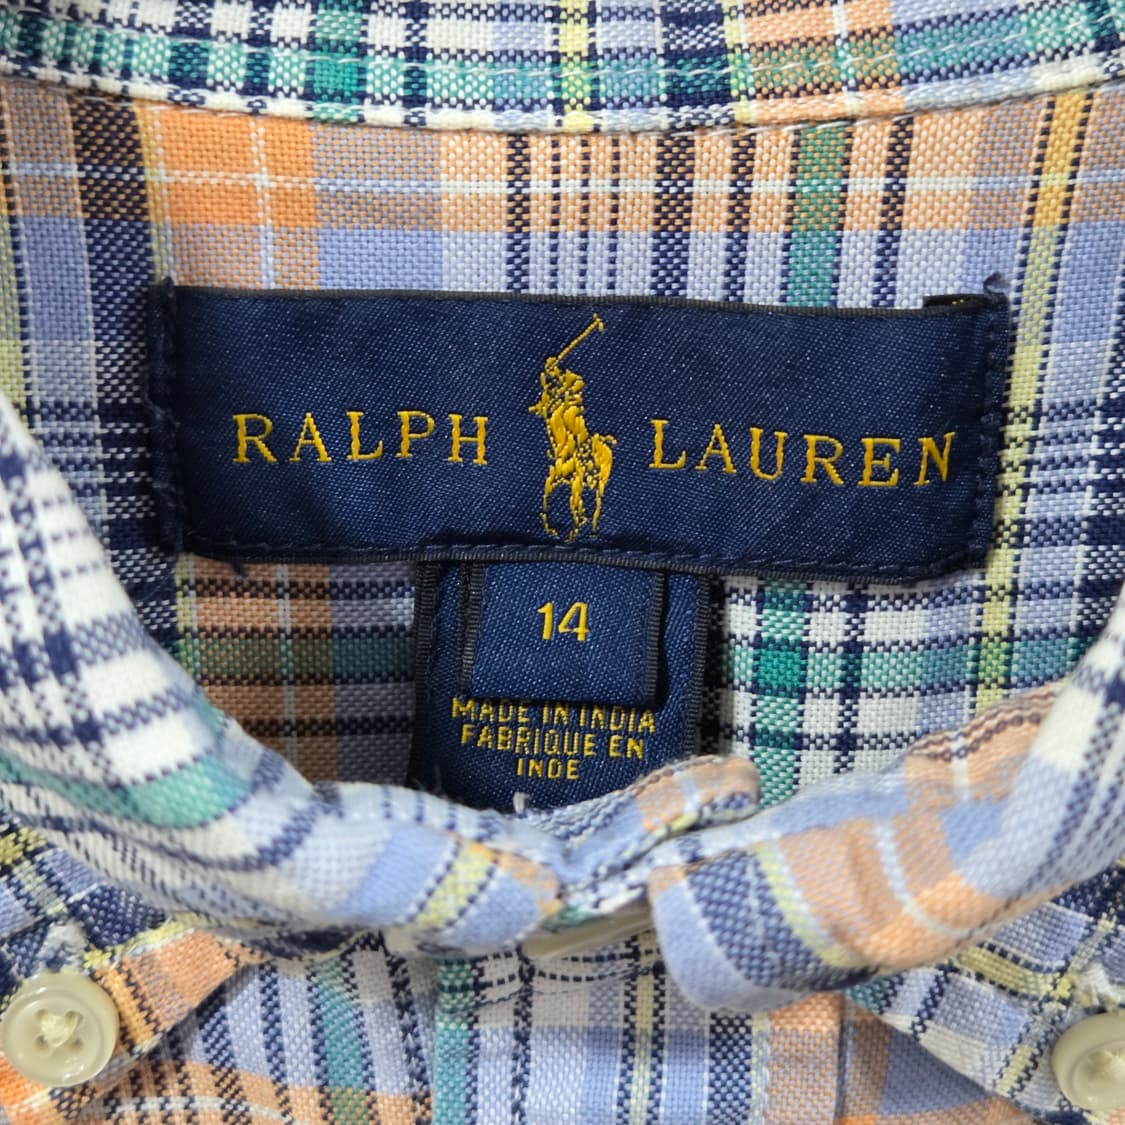 RALPH LAUREN
14
MADE IN INDIA
FABRIQUE EN
INDE